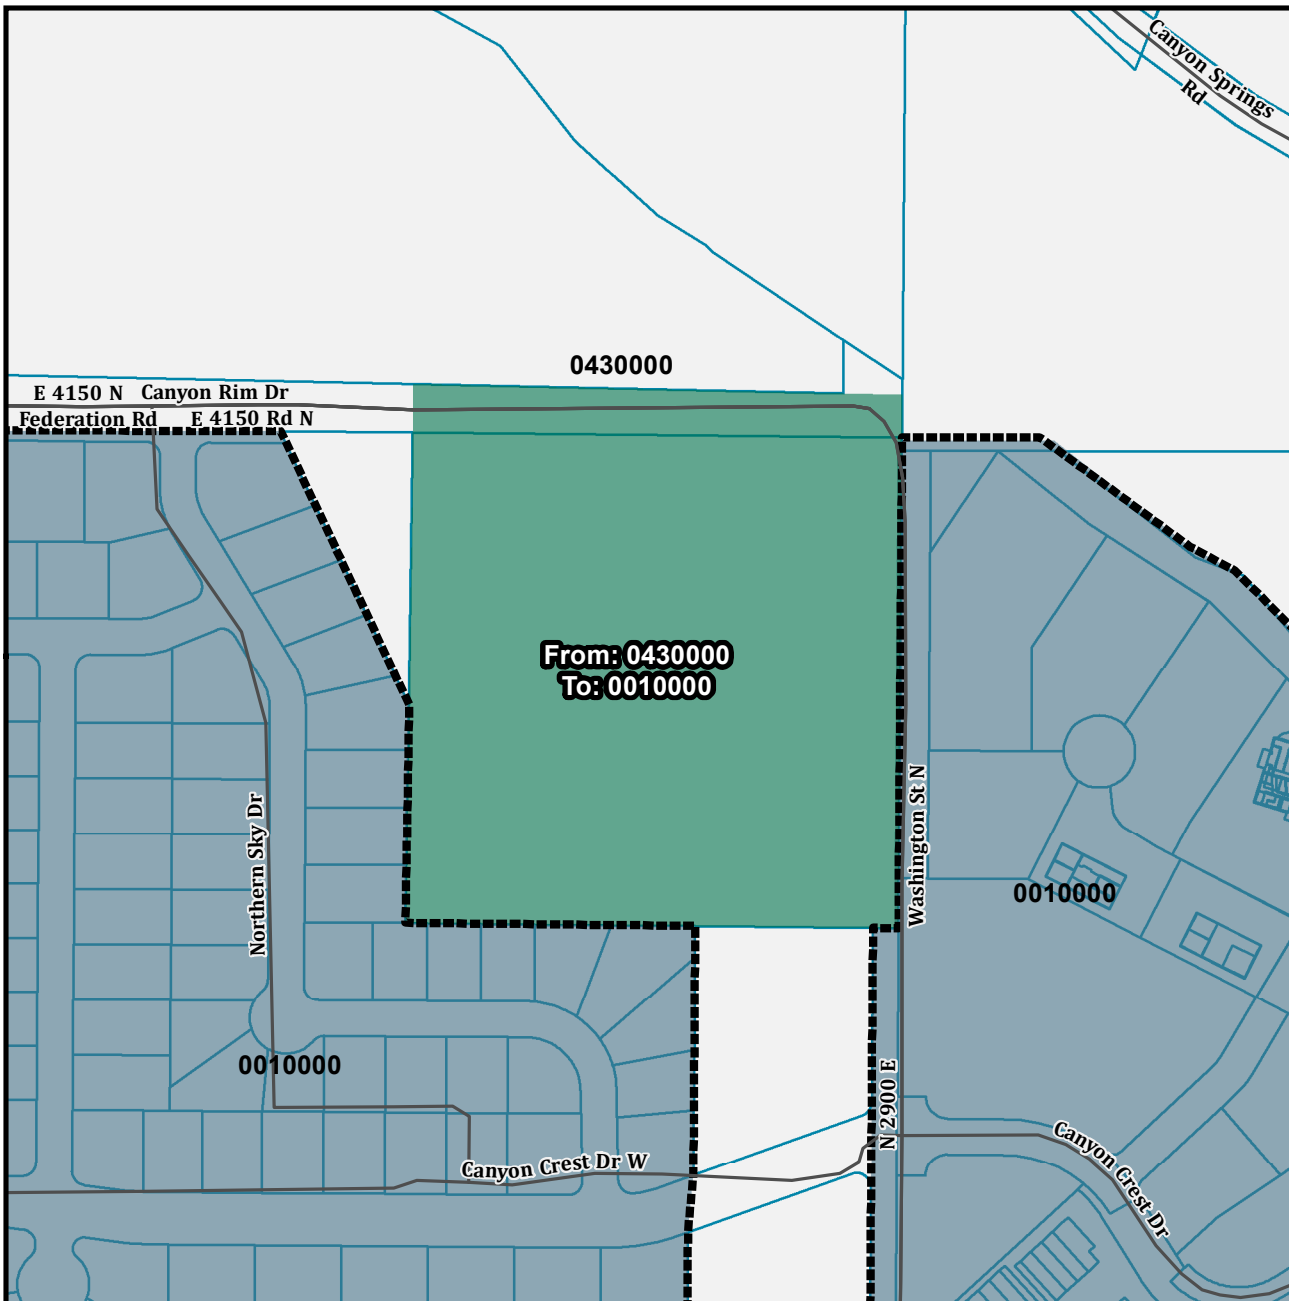 Canyon Springs
Rd
0430000
E 4150 N
Canyon Rim Dr
Federation Rd
E 4150 Rd N
From: 0430000
To: 0010000
Northern Sky Dr
Washington St N
0010000
0010000
N 2900 E
Canyon Crest Dr W
Canyon Crest Dr